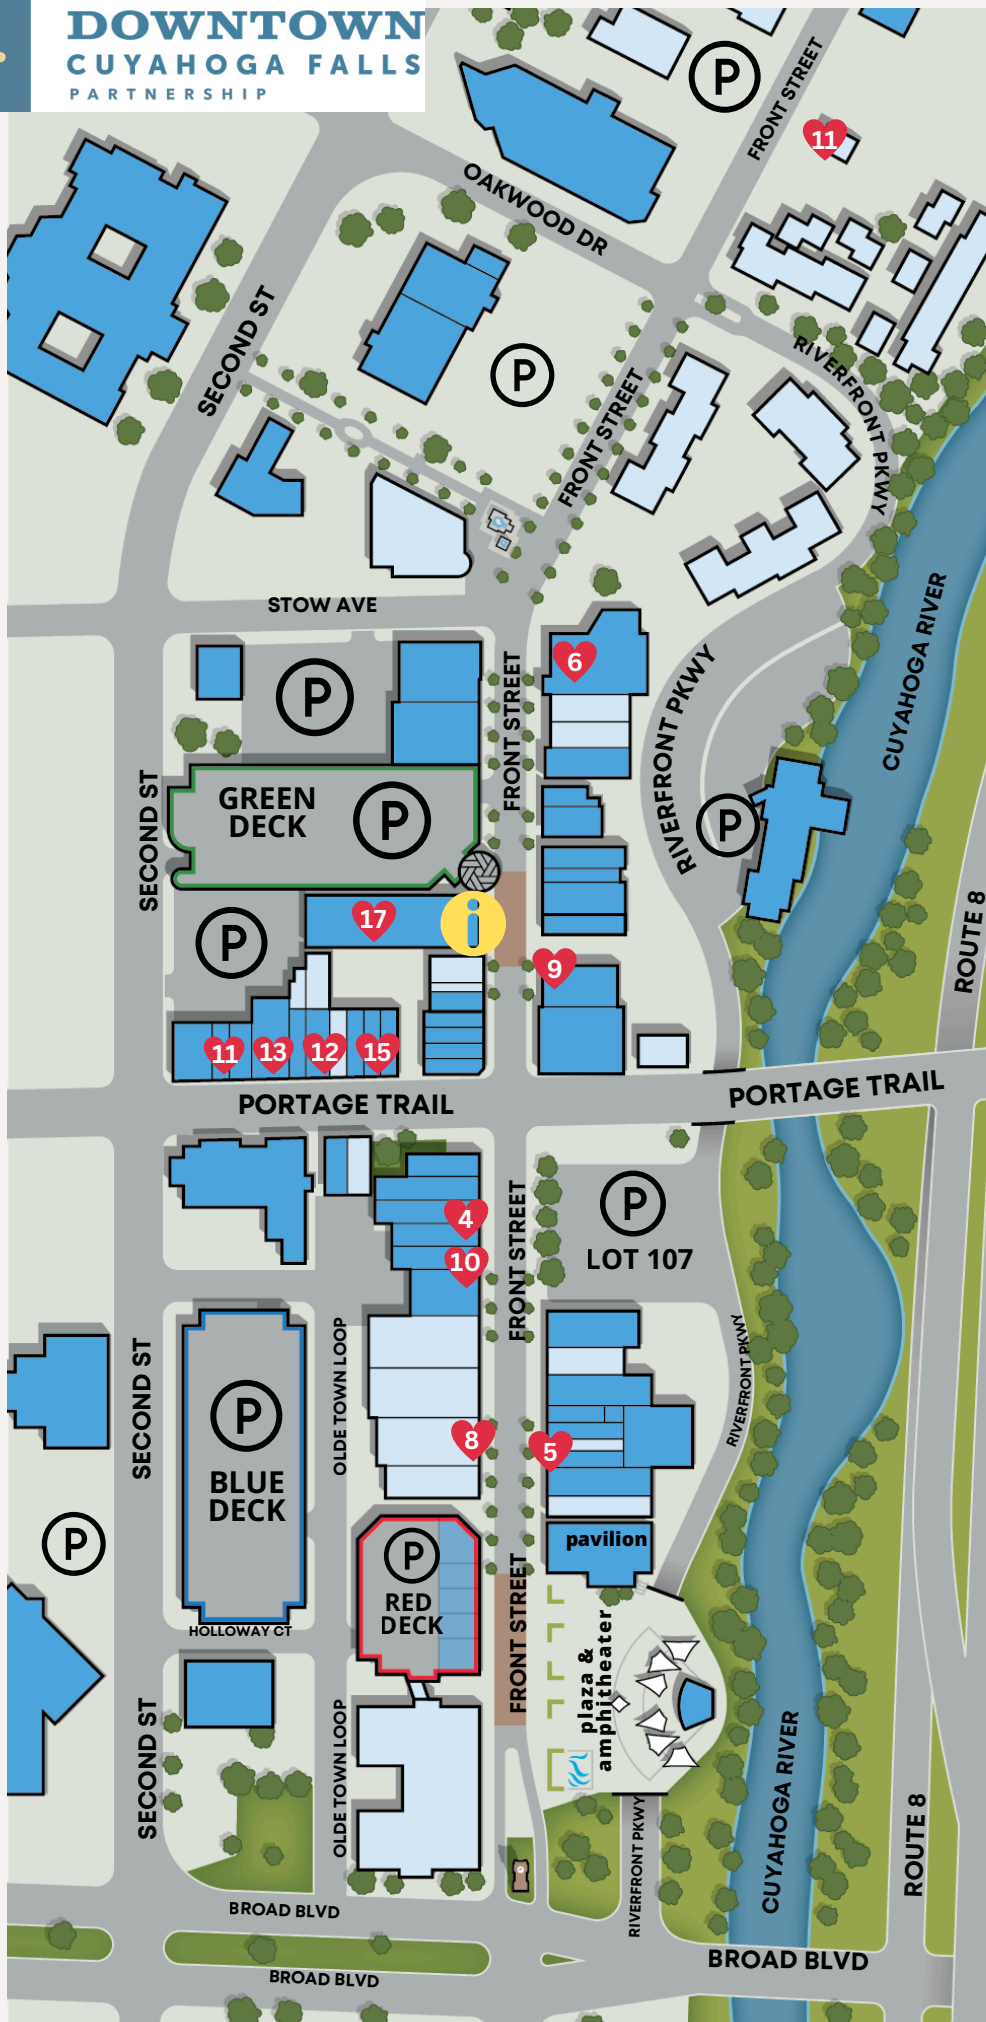 DOWNTOWN
CUYAHOGA FALLS
PARTNERSHIP
P
FRONT STREET
11
OAKWOOD DR
SECOND ST
P
RIVERFRONT PKWY
FRONT STREET
CUYAHOGA RIVER
STOW AVE
6
P
FRONT STREET
RIVERFRONT PKWY
SECOND ST
GREEN
DECK
P
P
ROUTE 8
17
i
P
9
11
13
12
15
PORTAGE TRAIL
PORTAGE TRAIL
4
10
FRONT STREET
P
LOT 107
SECOND ST
P
BLUE
DECK
OLDE TOWN LOOP
8
5
RIVERFRONT PKWY
P
P
RED
DECK
pavilion
HOLLOWAY CT
FRONT STREET
plaza &
amphitheater
SECOND ST
OLDE TOWN LOOP
RIVERFRONT PKWY
CUYAHOGA RIVER
ROUTE 8
BROAD BLVD
BROAD BLVD
BROAD BLVD